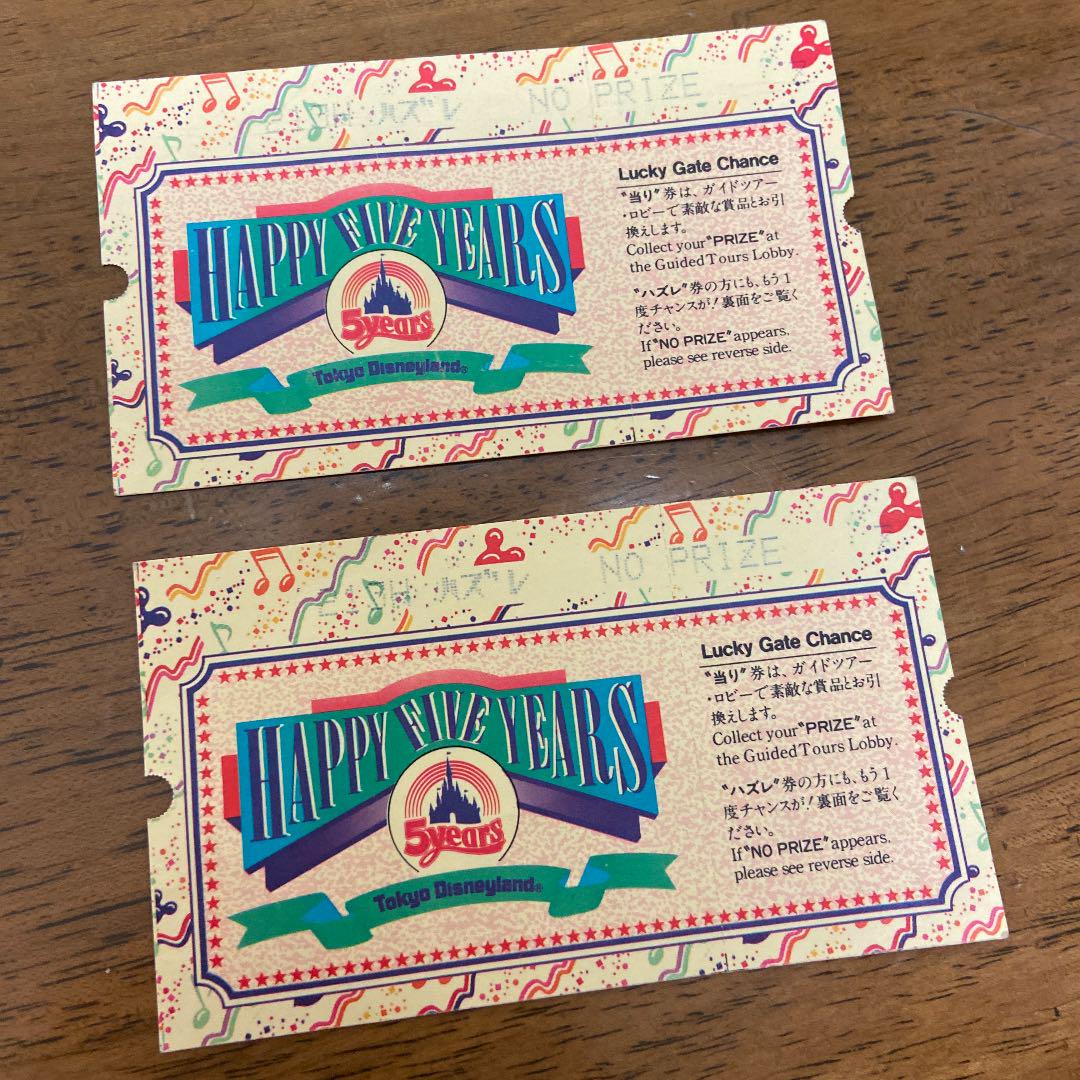 ハズレ NO PRIZE
HAPPY FIVE YEARS
5years
Tokyo Disneyland®
Lucky Gate Chance
"当り"券は、ガイドツアー
・ロビーで素敵な賞品とお引
換えします。
Collect your "PRIZE" at
the Guided Tours Lobby.
"ハズレ"券の方にも、もう1
度チャンスが!裏面をご覧く
ださい。
If "NO PRIZE" appears,
please see reverse side.
ハズレ NO PRIZE
HAPPY FIVE YEARS
5years
Tokyo Disneyland®
Lucky Gate Chance
"当り"券は、ガイドツアー
・ロビーで素敵な賞品とお引
換えします。
Collect your "PRIZE" at
the Guided Tours Lobby.
"ハズレ"券の方にも、もう1
度チャンスが!裏面をご覧く
ださい。
If "NO PRIZE" appears,
please see reverse side.